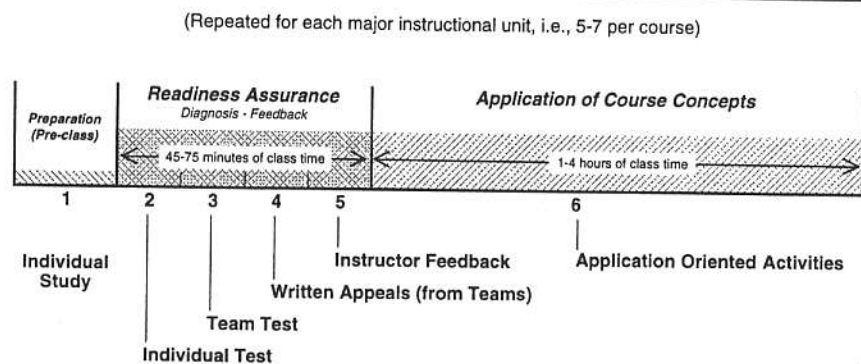 (Repeated for each major instructional unit, i.e., 5-7 per course)
Preparation
(Pre-class)
Readiness Assurance
Diagnosis - Feedback
Application of Course Concepts
45-75 minutes of class time
1-4 hours of class time
1
2
3
4
5
6
Individual
Study
Instructor Feedback
Application Oriented Activities
Written Appeals (from Teams)
Team Test
Individual Test